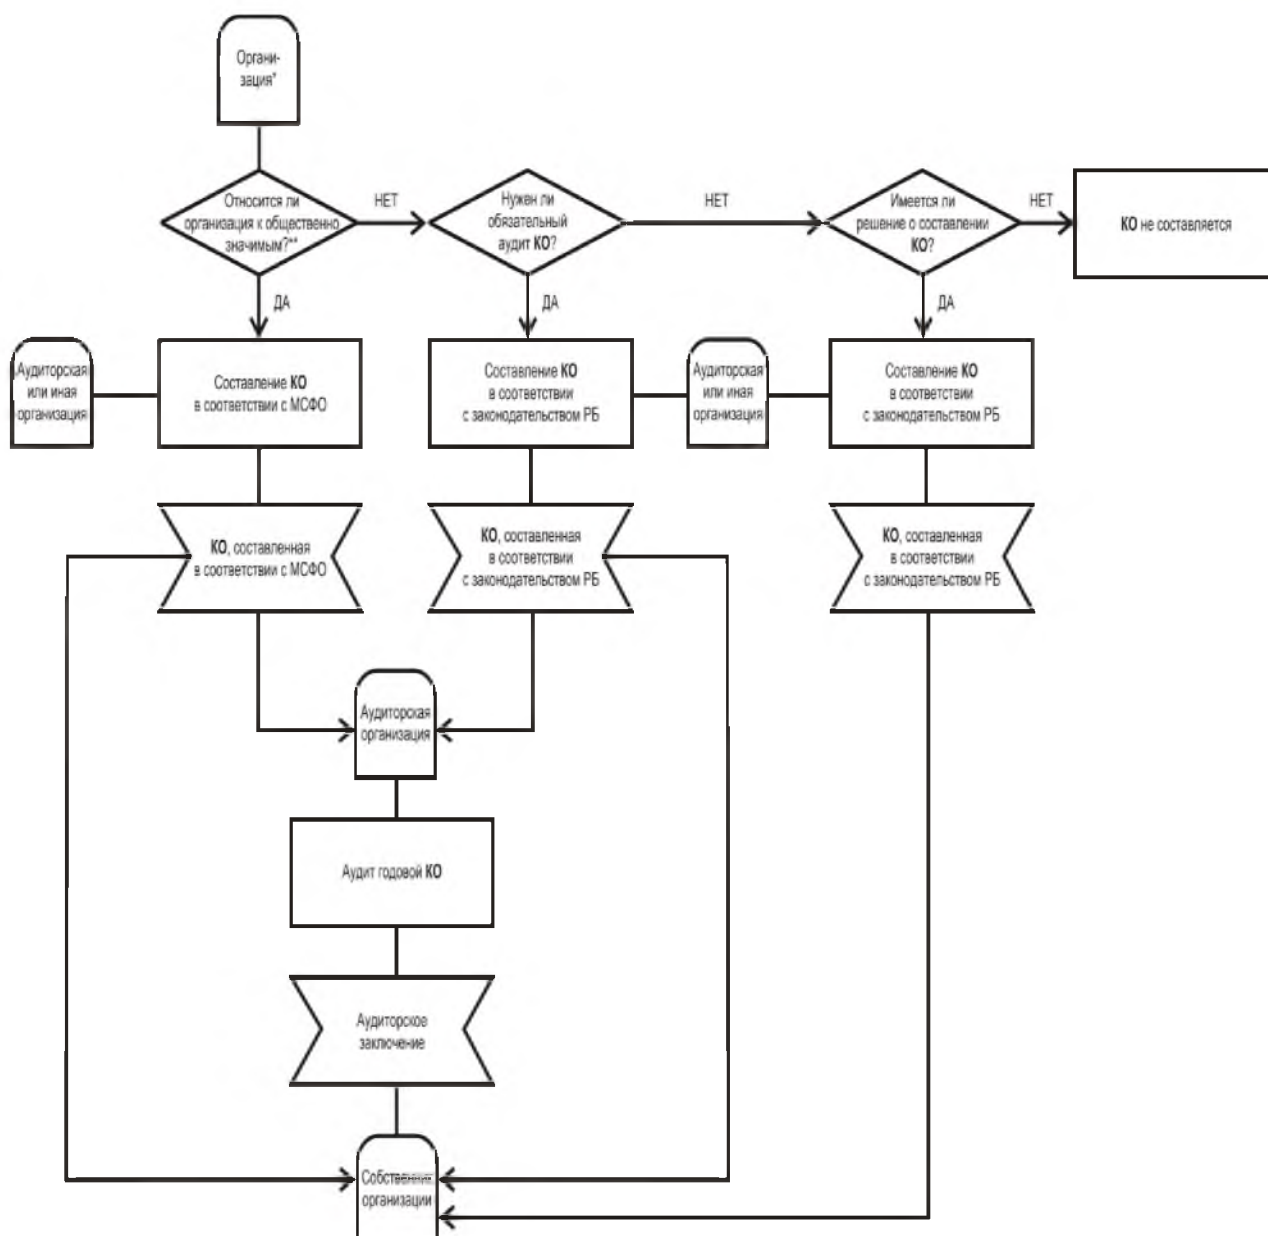 Органи-
зация*
Относится ли
организация к общественно
значимым?**
НЕТ
Нужен ли
обязательный
аудит КО?
НЕТ
Имеется ли
решение о составлении
КО?
НЕТ
КО не составляется
ДА
ДА
ДА
Аудиторская
или иная
организация
Составление КО
в соответствии с МСФО
Составление КО
в соответствии
с законодательством РБ
Аудиторская
или иная
организация
Составление КО
в соответствии
с законодательством РБ
КО, составленная
в соответствии с МСФО
КО, составленная
в соответствии
с законодательством РБ
КО, составленная
в соответствии
с законодательством РБ
Аудиторская
организация
Аудит годовой КО
Аудиторское
заключение
Собственник
организации